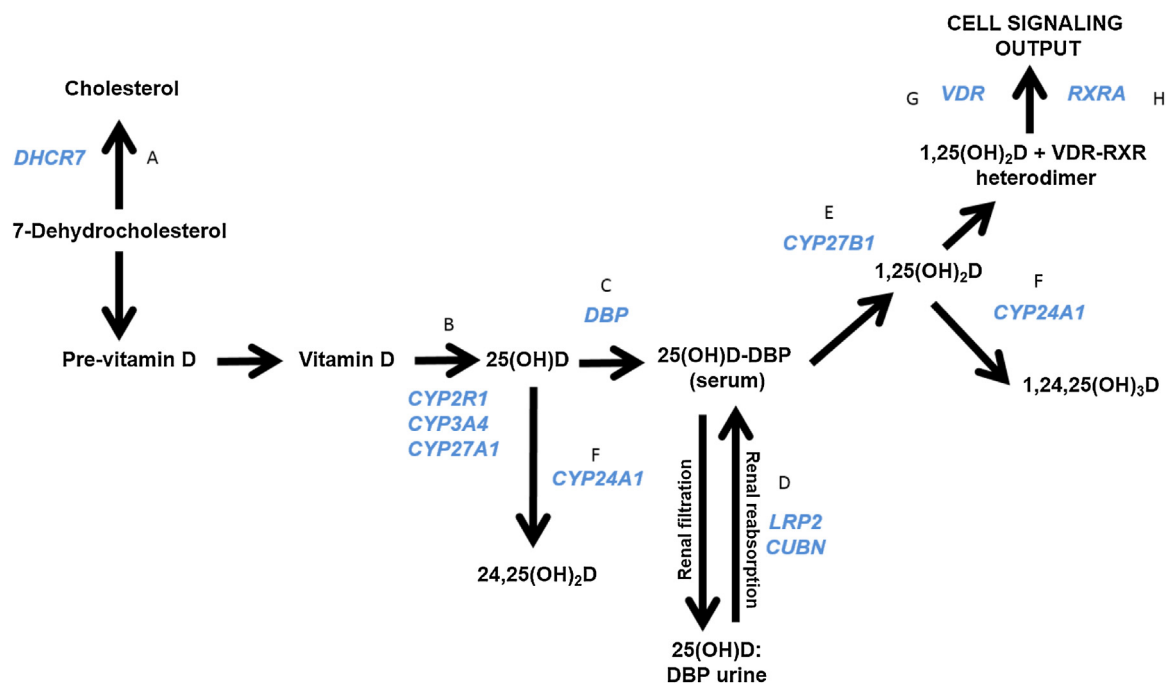 CELL SIGNALING
OUTPUT
Cholesterol
G VDR RXRA H
DHCR7 A
1,25(OH)₂D + VDR-RXR
heterodimer
7-Dehydrocholesterol
E
CYP27B1
1,25(OH)₂D
F
CYP24A1
C
DBP
B
Pre-vitamin D
Vitamin D
25(OH)D
25(OH)D-DBP
(serum)
1,24,25(OH)₃D
CYP2R1
CYP3A4
CYP27A1
F
CYP24A1
Renal filtration
Renal reabsorption
D
LRP2
CUBN
24,25(OH)₂D
25(OH)D:
DBP urine